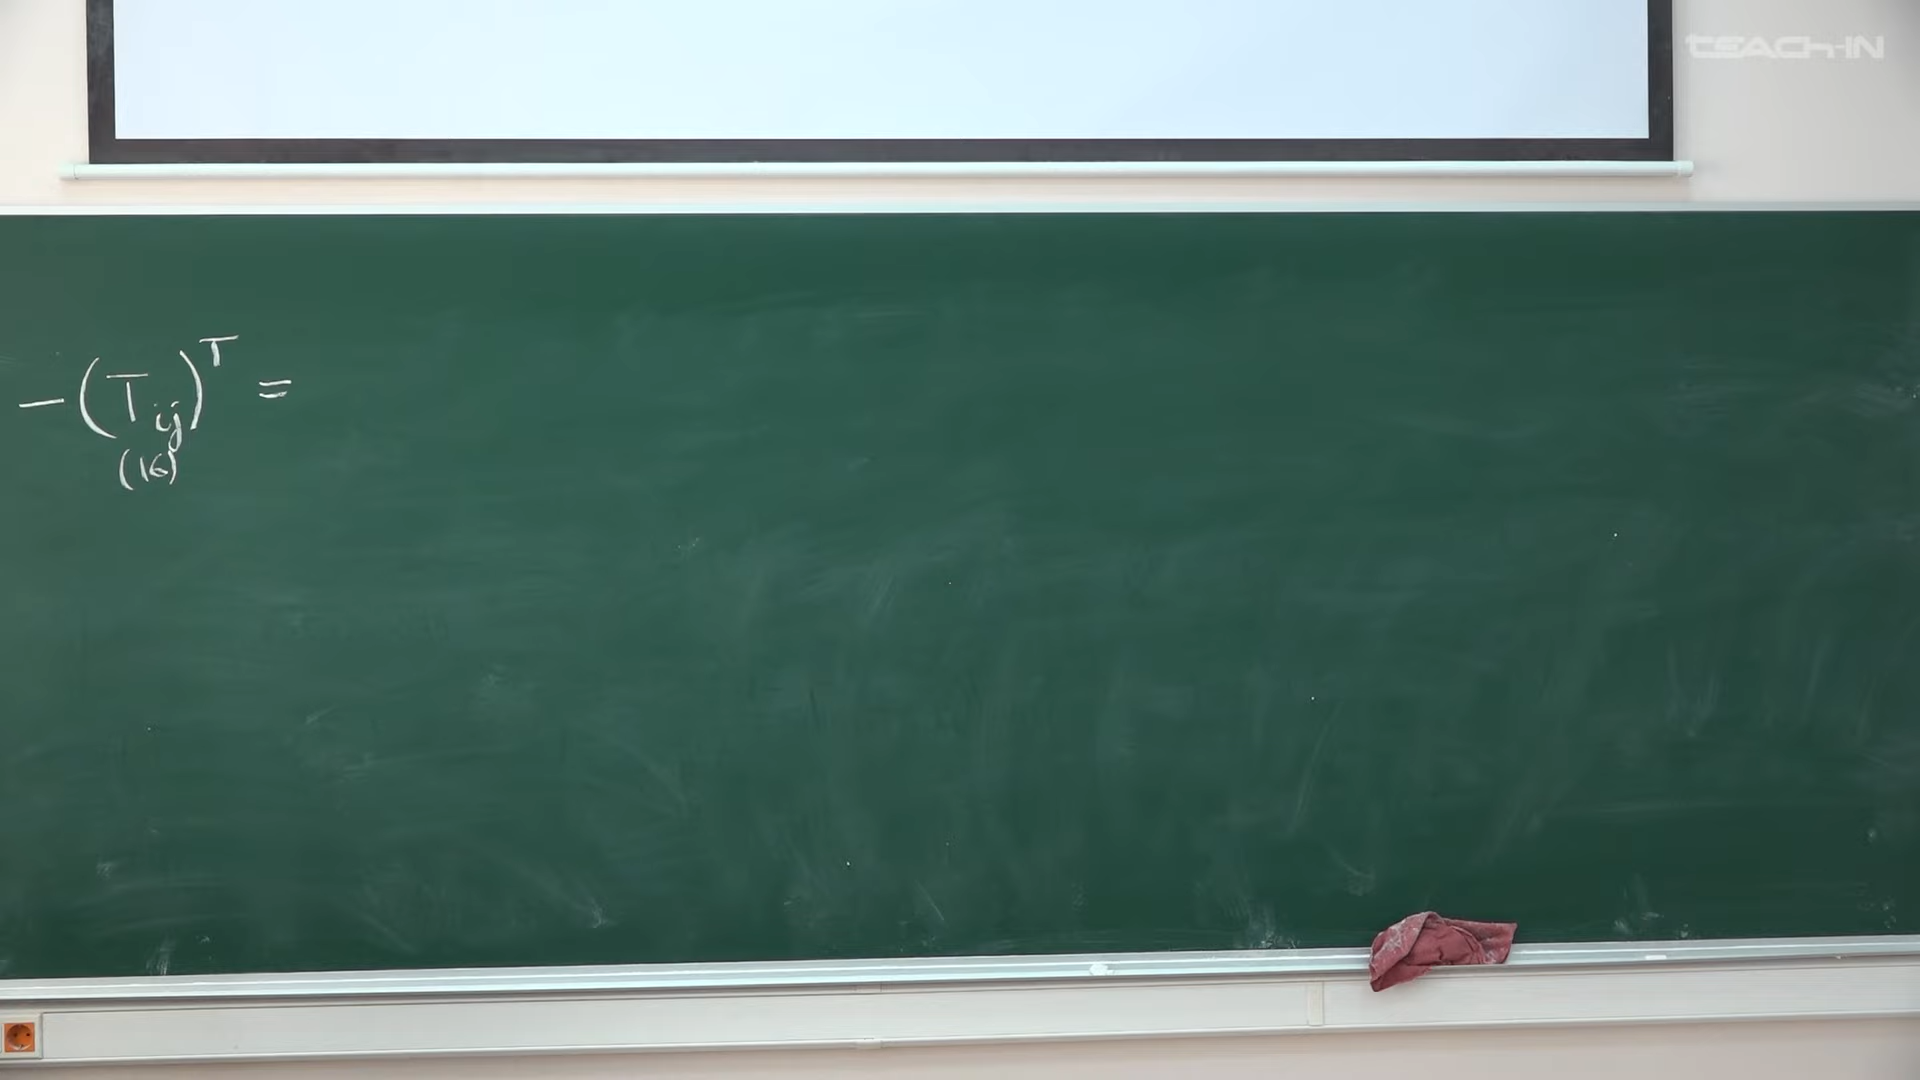 TEACH-IN
-(T_ij)^T =
(16)